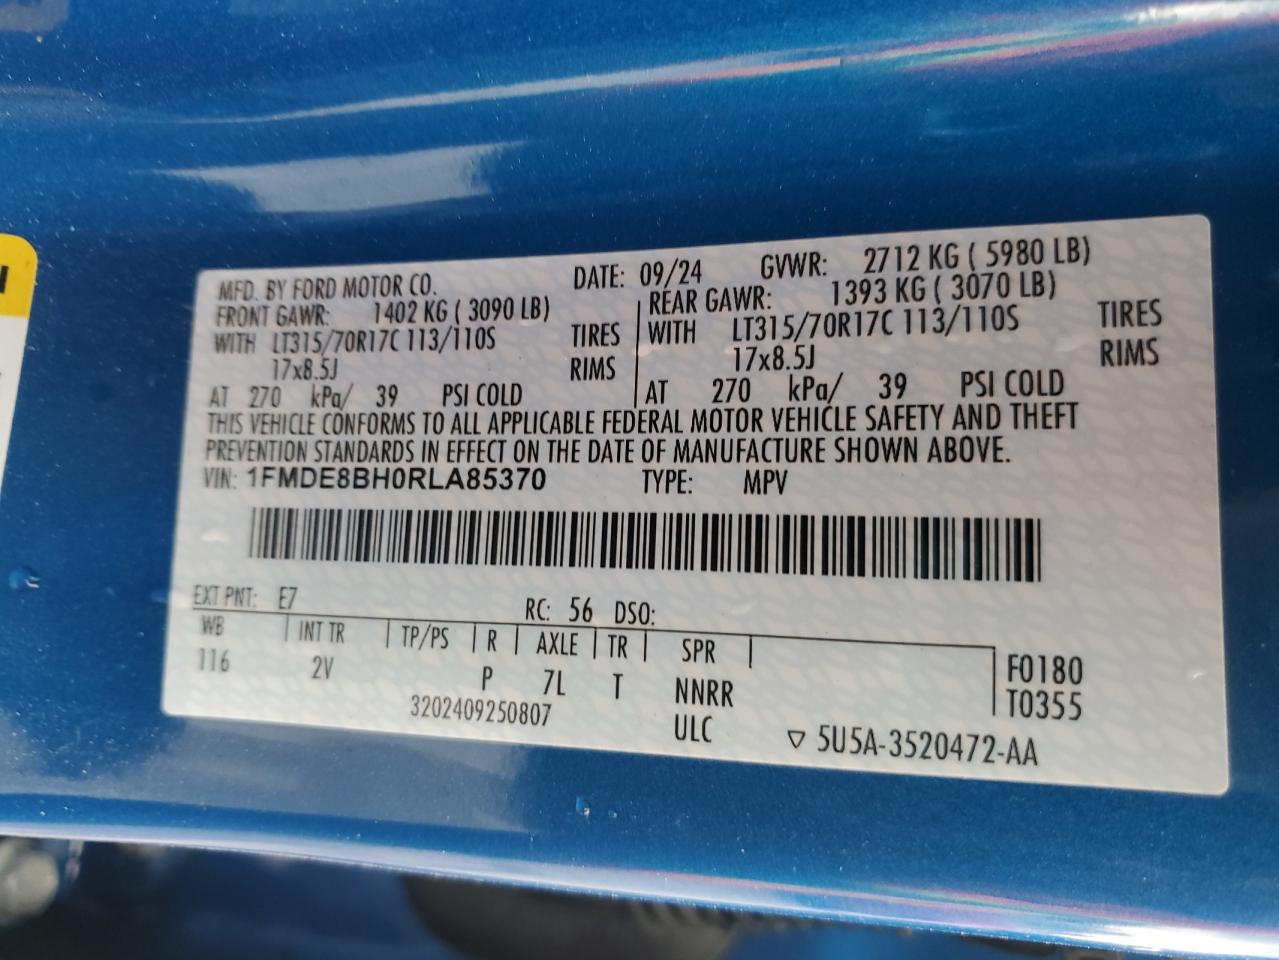 MFD. BY FORD MOTOR CO. DATE: 09/24 GVWR: 2712 KG ( 5980 LB)
FRONT GAWR: 1402 KG ( 3090 LB) REAR GAWR: 1393 KG ( 3070 LB)
WITH LT315/70R17C 113/110S TIRES WITH LT315/70R17C 113/110S TIRES
17x8.5J RIMS 17x8.5J RIMS
AT 270 kPa/ 39 PSI COLD AT 270 kPa/ 39 PSI COLD
THIS VEHICLE CONFORMS TO ALL APPLICABLE FEDERAL MOTOR VEHICLE SAFETY AND THEFT
PREVENTION STANDARDS IN EFFECT ON THE DATE OF MANUFACTURE SHOWN ABOVE.
VIN: 1FMDE8BH0RLA85370 TYPE: MPV
EXT PNT: E7 RC: 56 DSO:
WB INT TR TP/PS R AXLE TR SPR
116 2V P 7L T NNRR F0180
T0355
3202409250807 ULC ▽ 5U5A-3520472-AA